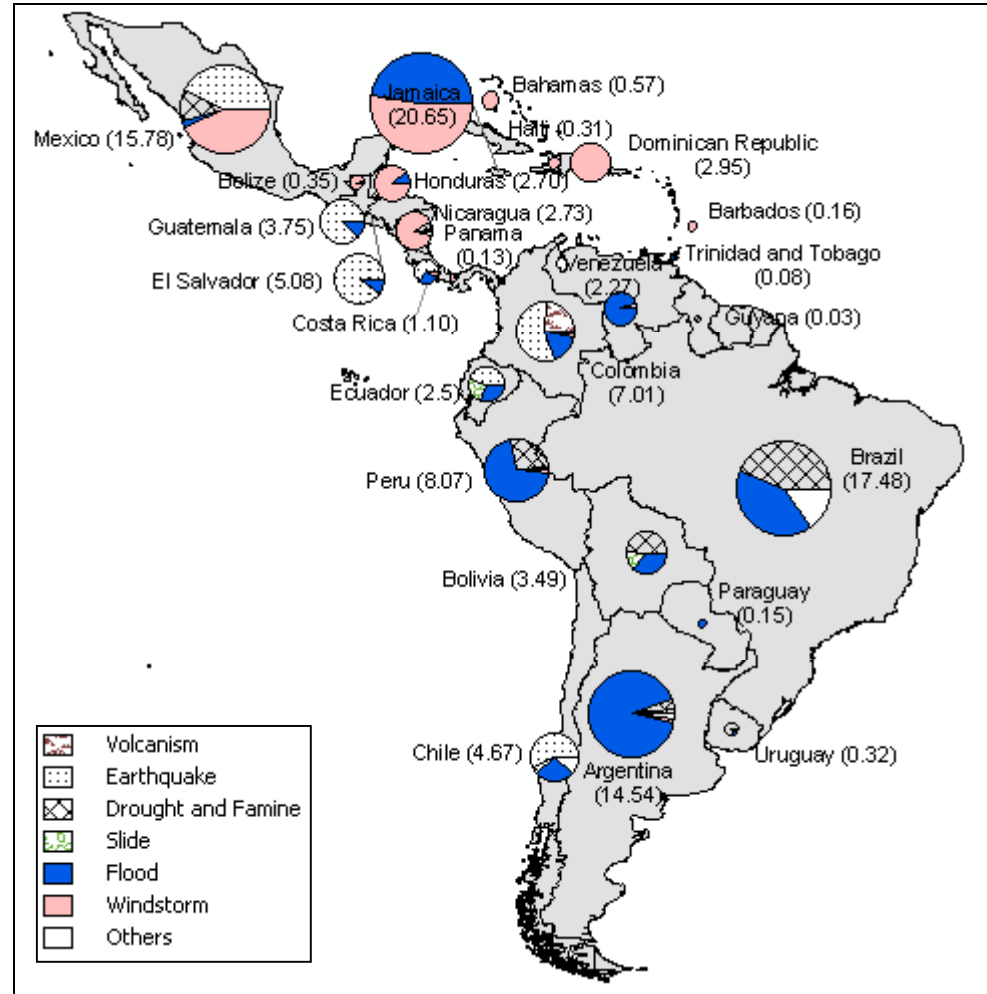 Jamaica
(20.65)
Bahamas (0.57)
Mexico (15.78)
Haiti (0.31)
Dominican Republic
(2.95)
Belize (0.35)
Honduras (2.70)
Guatemala (3.75)
Nicaragua (2.73)
Panama
(0.13)
Barbados (0.16)
Trinidad and Tobago
(0.08)
El Salvador (5.08)
Venezuela
(2.27)
Costa Rica (1.10)
Guyana (0.03)
Colombia
(7.01)
Ecuador (2.5)
Peru (8.07)
Brazil
(17.48)
Bolivia (3.49)
Paraguay
(0.15)
Chile (4.67)
Argentina
(14.54)
Uruguay (0.32)
Volcanism
Earthquake
Drought and Famine
Slide
Flood
Windstorm
Others